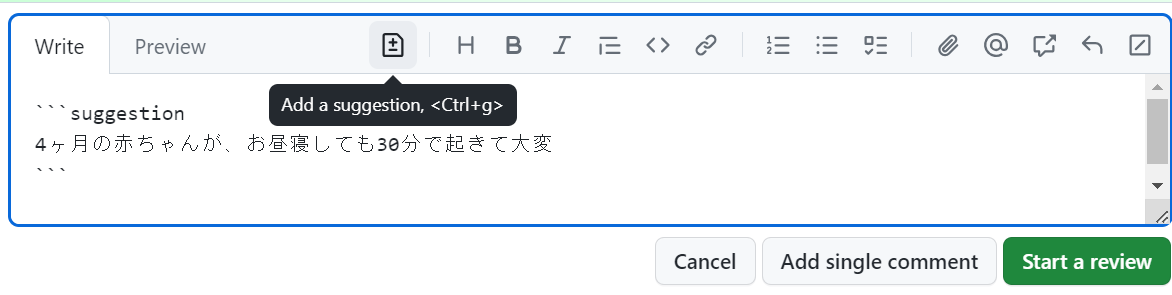 Write
Preview
Add a suggestion, <Ctrl+g>
```suggestion
4ヶ月の赤ちゃんが、お昼寝しても30分で起きて大変
```
Cancel
Add single comment
Start a review